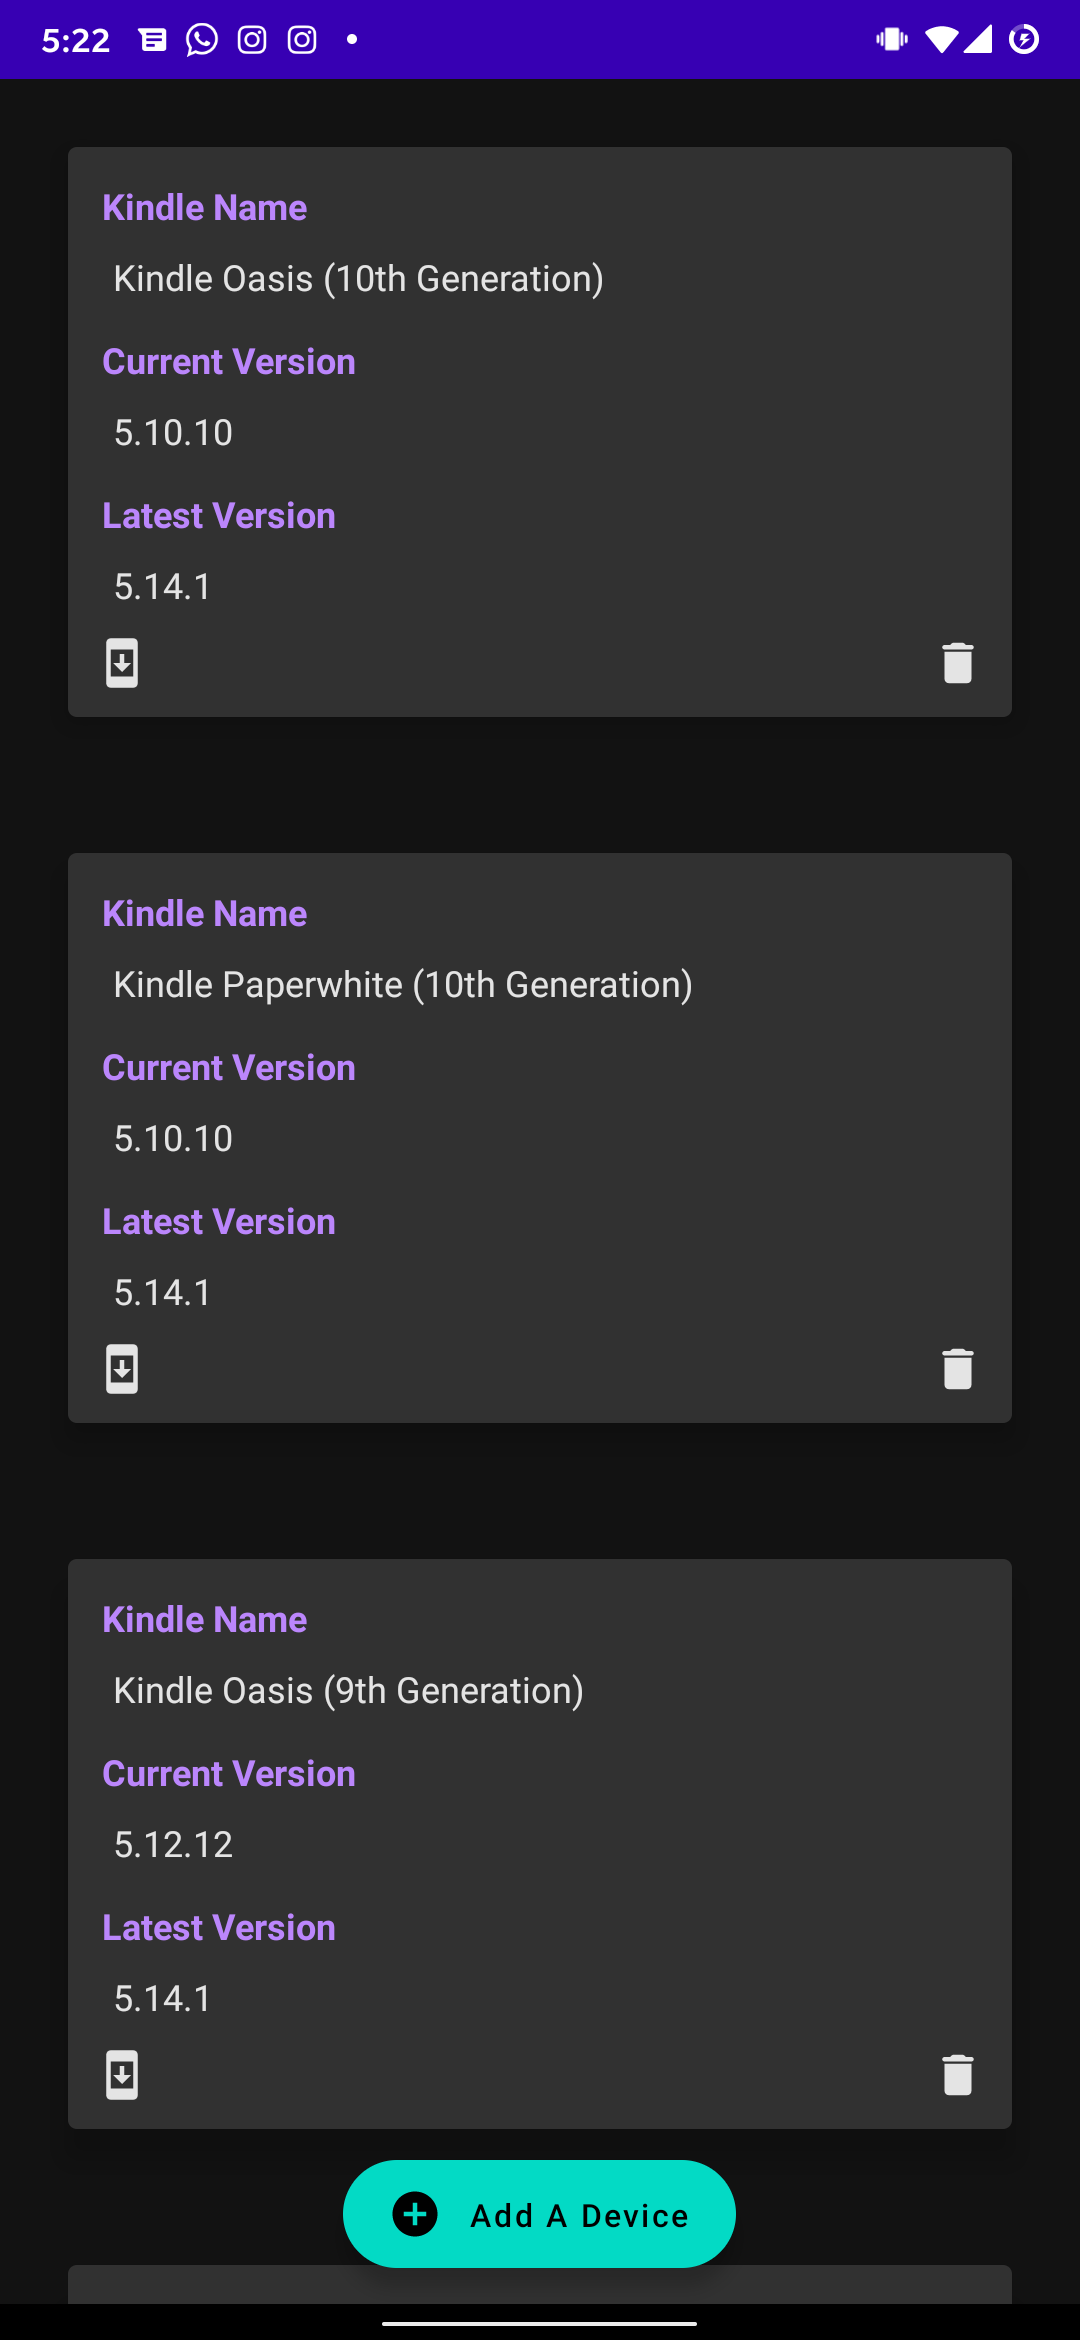 5:22
Kindle Name
Kindle Oasis (10th Generation)
Current Version
5.10.10
Latest Version
5.14.1
Kindle Name
Kindle Paperwhite (10th Generation)
Current Version
5.10.10
Latest Version
5.14.1
Kindle Name
Kindle Oasis (9th Generation)
Current Version
5.12.12
Latest Version
5.14.1
Add A Device